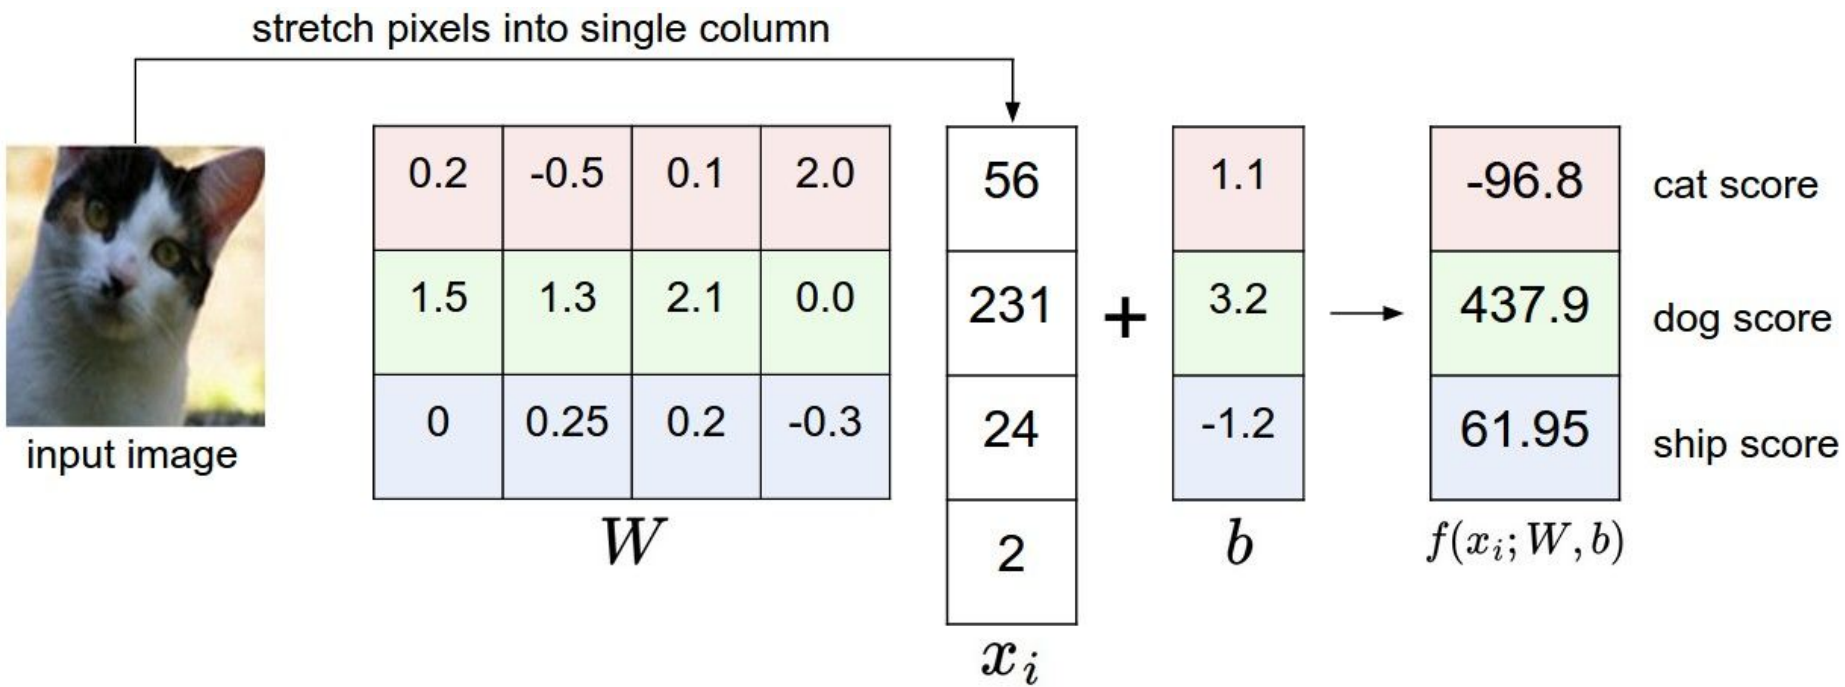 stretch pixels into single column
0.2 -0.5 0.1 2.0 56 1.1 -96.8 cat score
1.5 1.3 2.1 0.0 231 + 3.2 437.9 dog score
0 0.25 0.2 -0.3 24 -1.2 61.95 ship score
input image
W 2 b f(x_i; W, b)
x_i